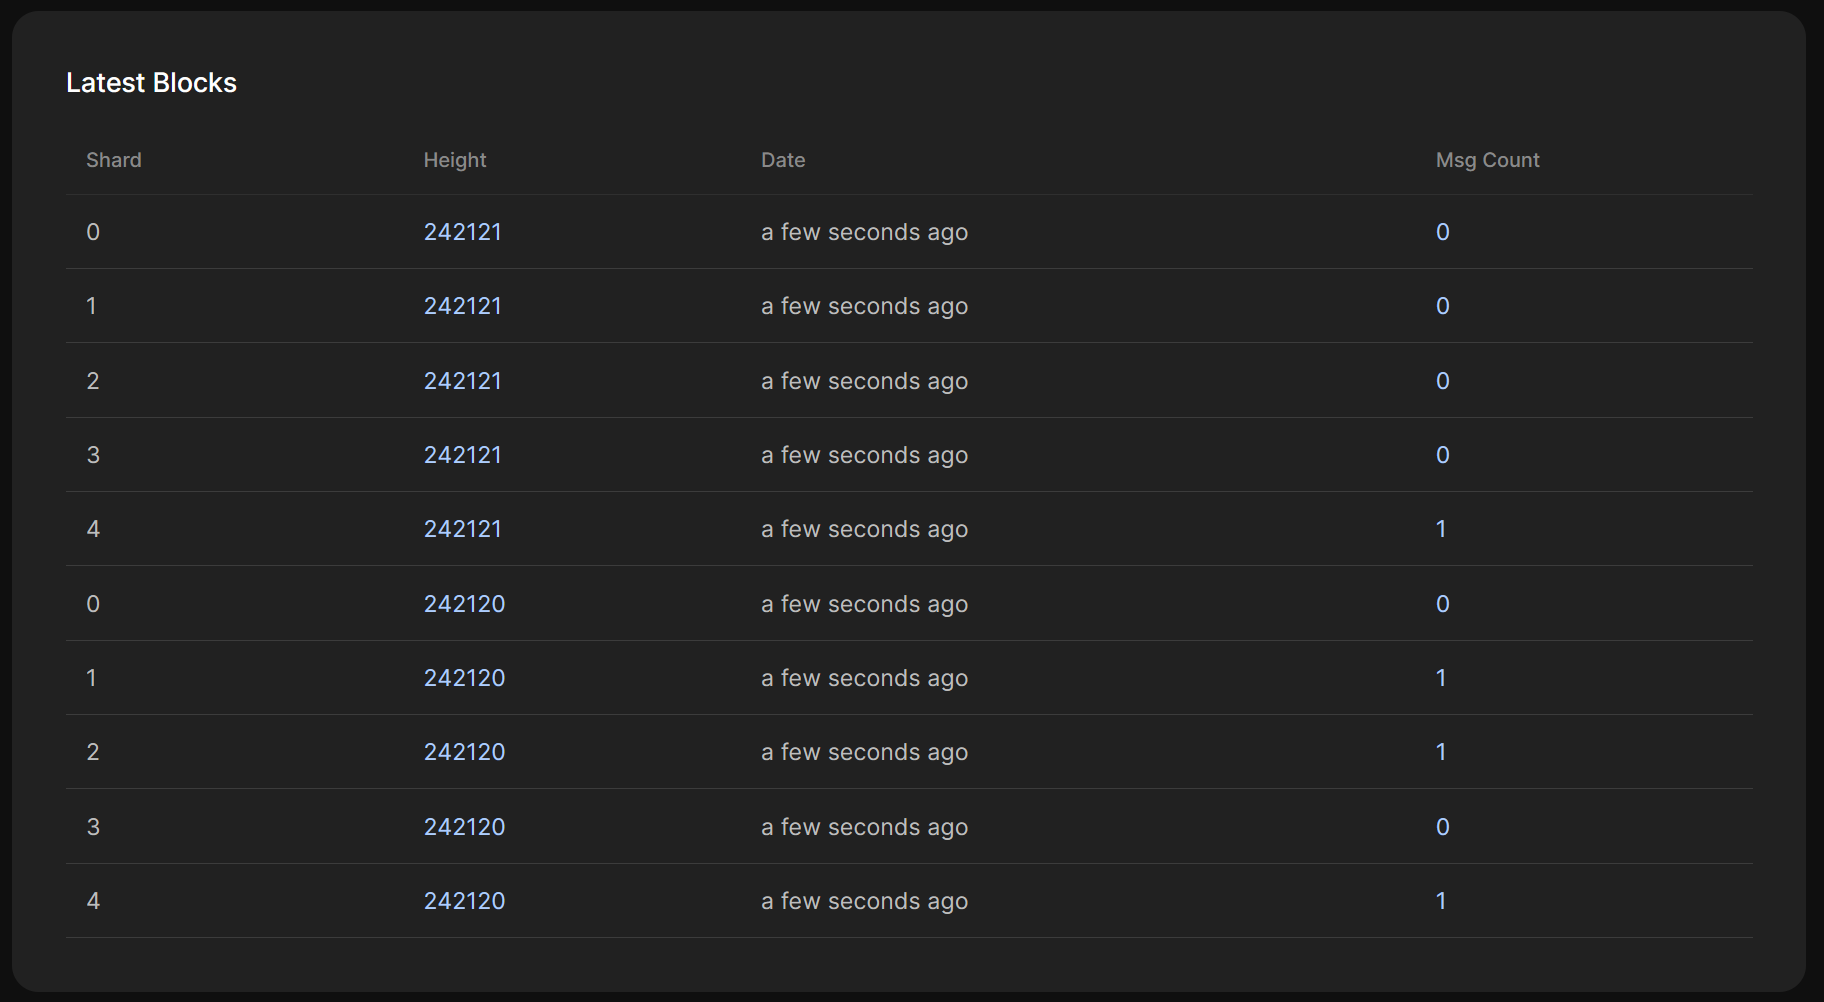 Latest Blocks
Shard Height Date Msg Count
0 242121 a few seconds ago 0
1 242121 a few seconds ago 0
2 242121 a few seconds ago 0
3 242121 a few seconds ago 0
4 242121 a few seconds ago 1
0 242120 a few seconds ago 0
1 242120 a few seconds ago 1
2 242120 a few seconds ago 1
3 242120 a few seconds ago 0
4 242120 a few seconds ago 1